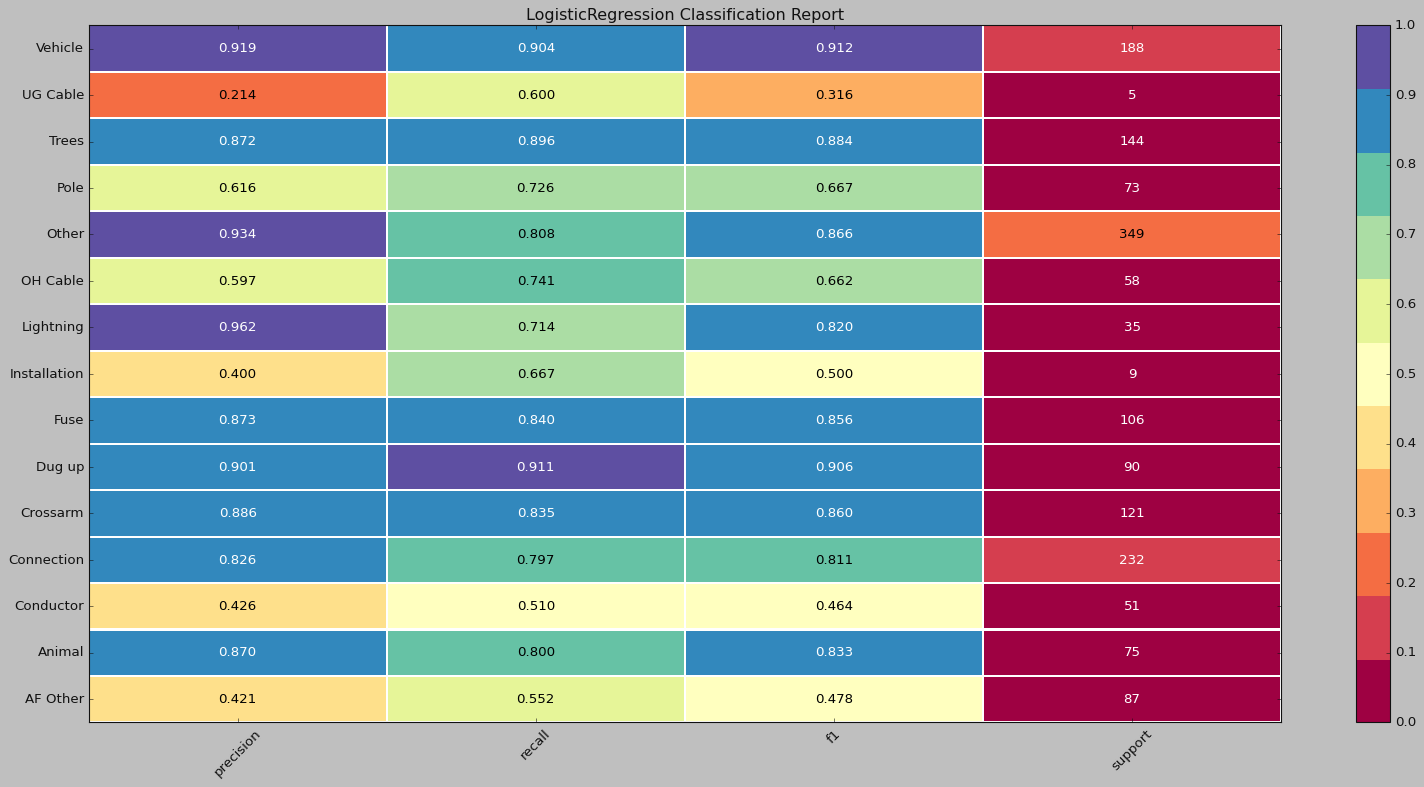 LogisticRegression Classification Report
Vehicle 0.919 0.904 0.912 188
UG Cable 0.214 0.600 0.316 5
Trees 0.872 0.896 0.884 144
Pole 0.616 0.726 0.667 73
Other 0.934 0.808 0.866 349
OH Cable 0.597 0.741 0.662 58
Lightning 0.962 0.714 0.820 35
Installation 0.400 0.667 0.500 9
Fuse 0.873 0.840 0.856 106
Dug up 0.901 0.911 0.906 90
Crossarm 0.886 0.835 0.860 121
Connection 0.826 0.797 0.811 232
Conductor 0.426 0.510 0.464 51
Animal 0.870 0.800 0.833 75
AF Other 0.421 0.552 0.478 87
precision recall f1 support
1.0
0.9
0.8
0.7
0.6
0.5
0.4
0.3
0.2
0.1
0.0